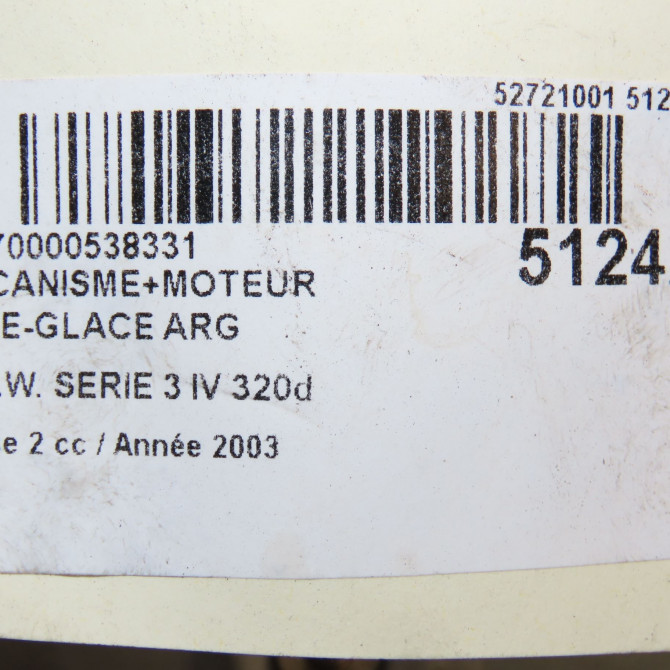 52721001 512
70000538331
5124
CANISME+MOTEUR
E-GLACE ARG
.W. SERIE 3 IV 320d
e 2 cc / Année 2003